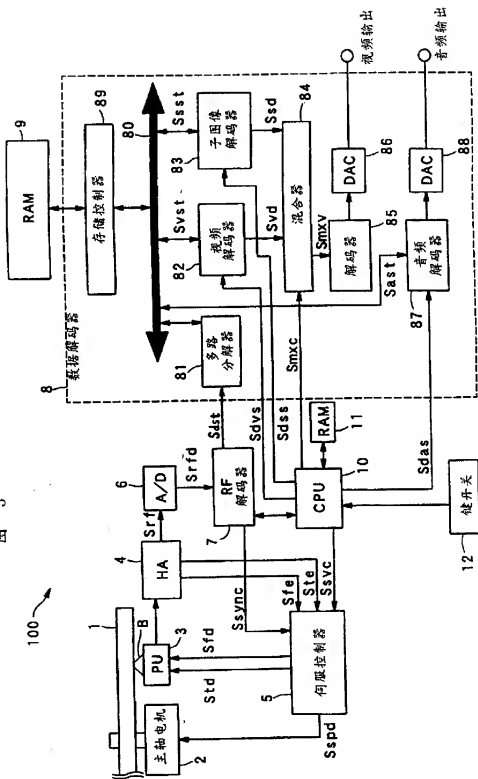 图 3
100
1
B
主轴电机
2
PU
3
HA
4
Srf
A/D
6
Srfd
RF
解码器
7
Sdst
Std
Sfd
Ssync
Sfe
Ste
Ssvc
伺服控制器
5
Sspd
CPU
10
RAM
11
键开关
12
Sdvs
Sdss
Smxc
Sdas
RAM
9
8
数据解码器
存储控制器
89
80
多路
分解器
81
Svst
视频
解码器
82
Svd
Ssst
子图像
解码器
83
Ssd
混合器
84
Smxv
解码器
85
DAC
86
视频输出
Sast
音频
解码器
87
DAC
88
音频输出